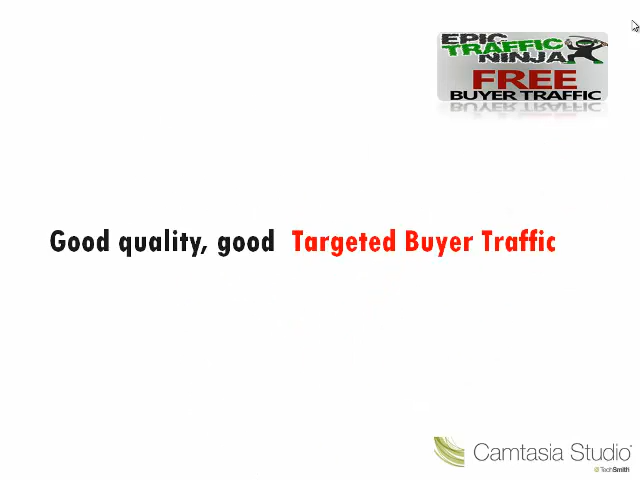 EPIC
TRAFFIC
NINJA
FREE
BUYER TRAFFIC
Good quality, good Targeted Buyer Traffic
Camtasia Studio
TechSmith